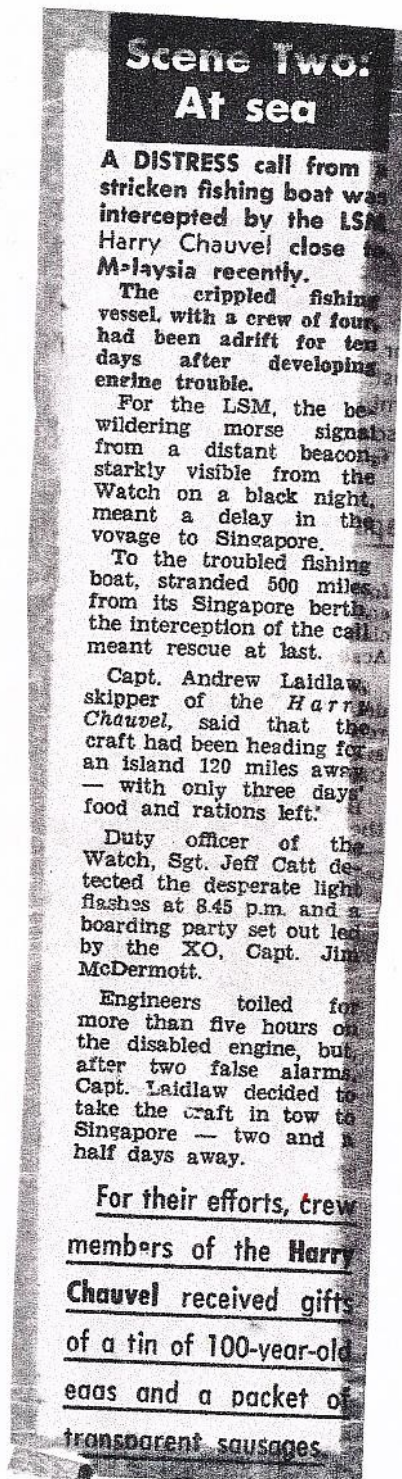 Scene Two:
At sea
A DISTRESS call from a
stricken fishing boat was
intercepted by the LSM
Harry Chauvel close to
Malaysia recently.
The crippled fishing
vessel, with a crew of four,
had been adrift for ten
days after developing
engine trouble.
For the LSM, the be-
wildering morse signal
from a distant beacon,
starkly visible from the
Watch on a black night,
meant a delay in the
voyage to Singapore.
To the troubled fishing
boat, stranded 500 miles
from its Singapore berth,
the interception of the call
meant rescue at last.
Capt. Andrew Laidlaw,
skipper of the Harry
Chauvel, said that the
craft had been heading for
an island 120 miles away
— with only three days'
food and rations left.
Duty officer of the
Watch, Sgt. Jeff Catt de-
tected the desperate light
flashes at 8.45 p.m. and a
boarding party set out led
by the XO, Capt. Jim
McDermott.
Engineers toiled for
more than five hours on
the disabled engine, but,
after two false alarms,
Capt. Laidlaw decided to
take the craft in tow to
Singapore — two and a
half days away.
For their efforts, crew
members of the Harry
Chauvel received gifts
of a tin of 100-year-old
eggs and a packet of
transparent sausages